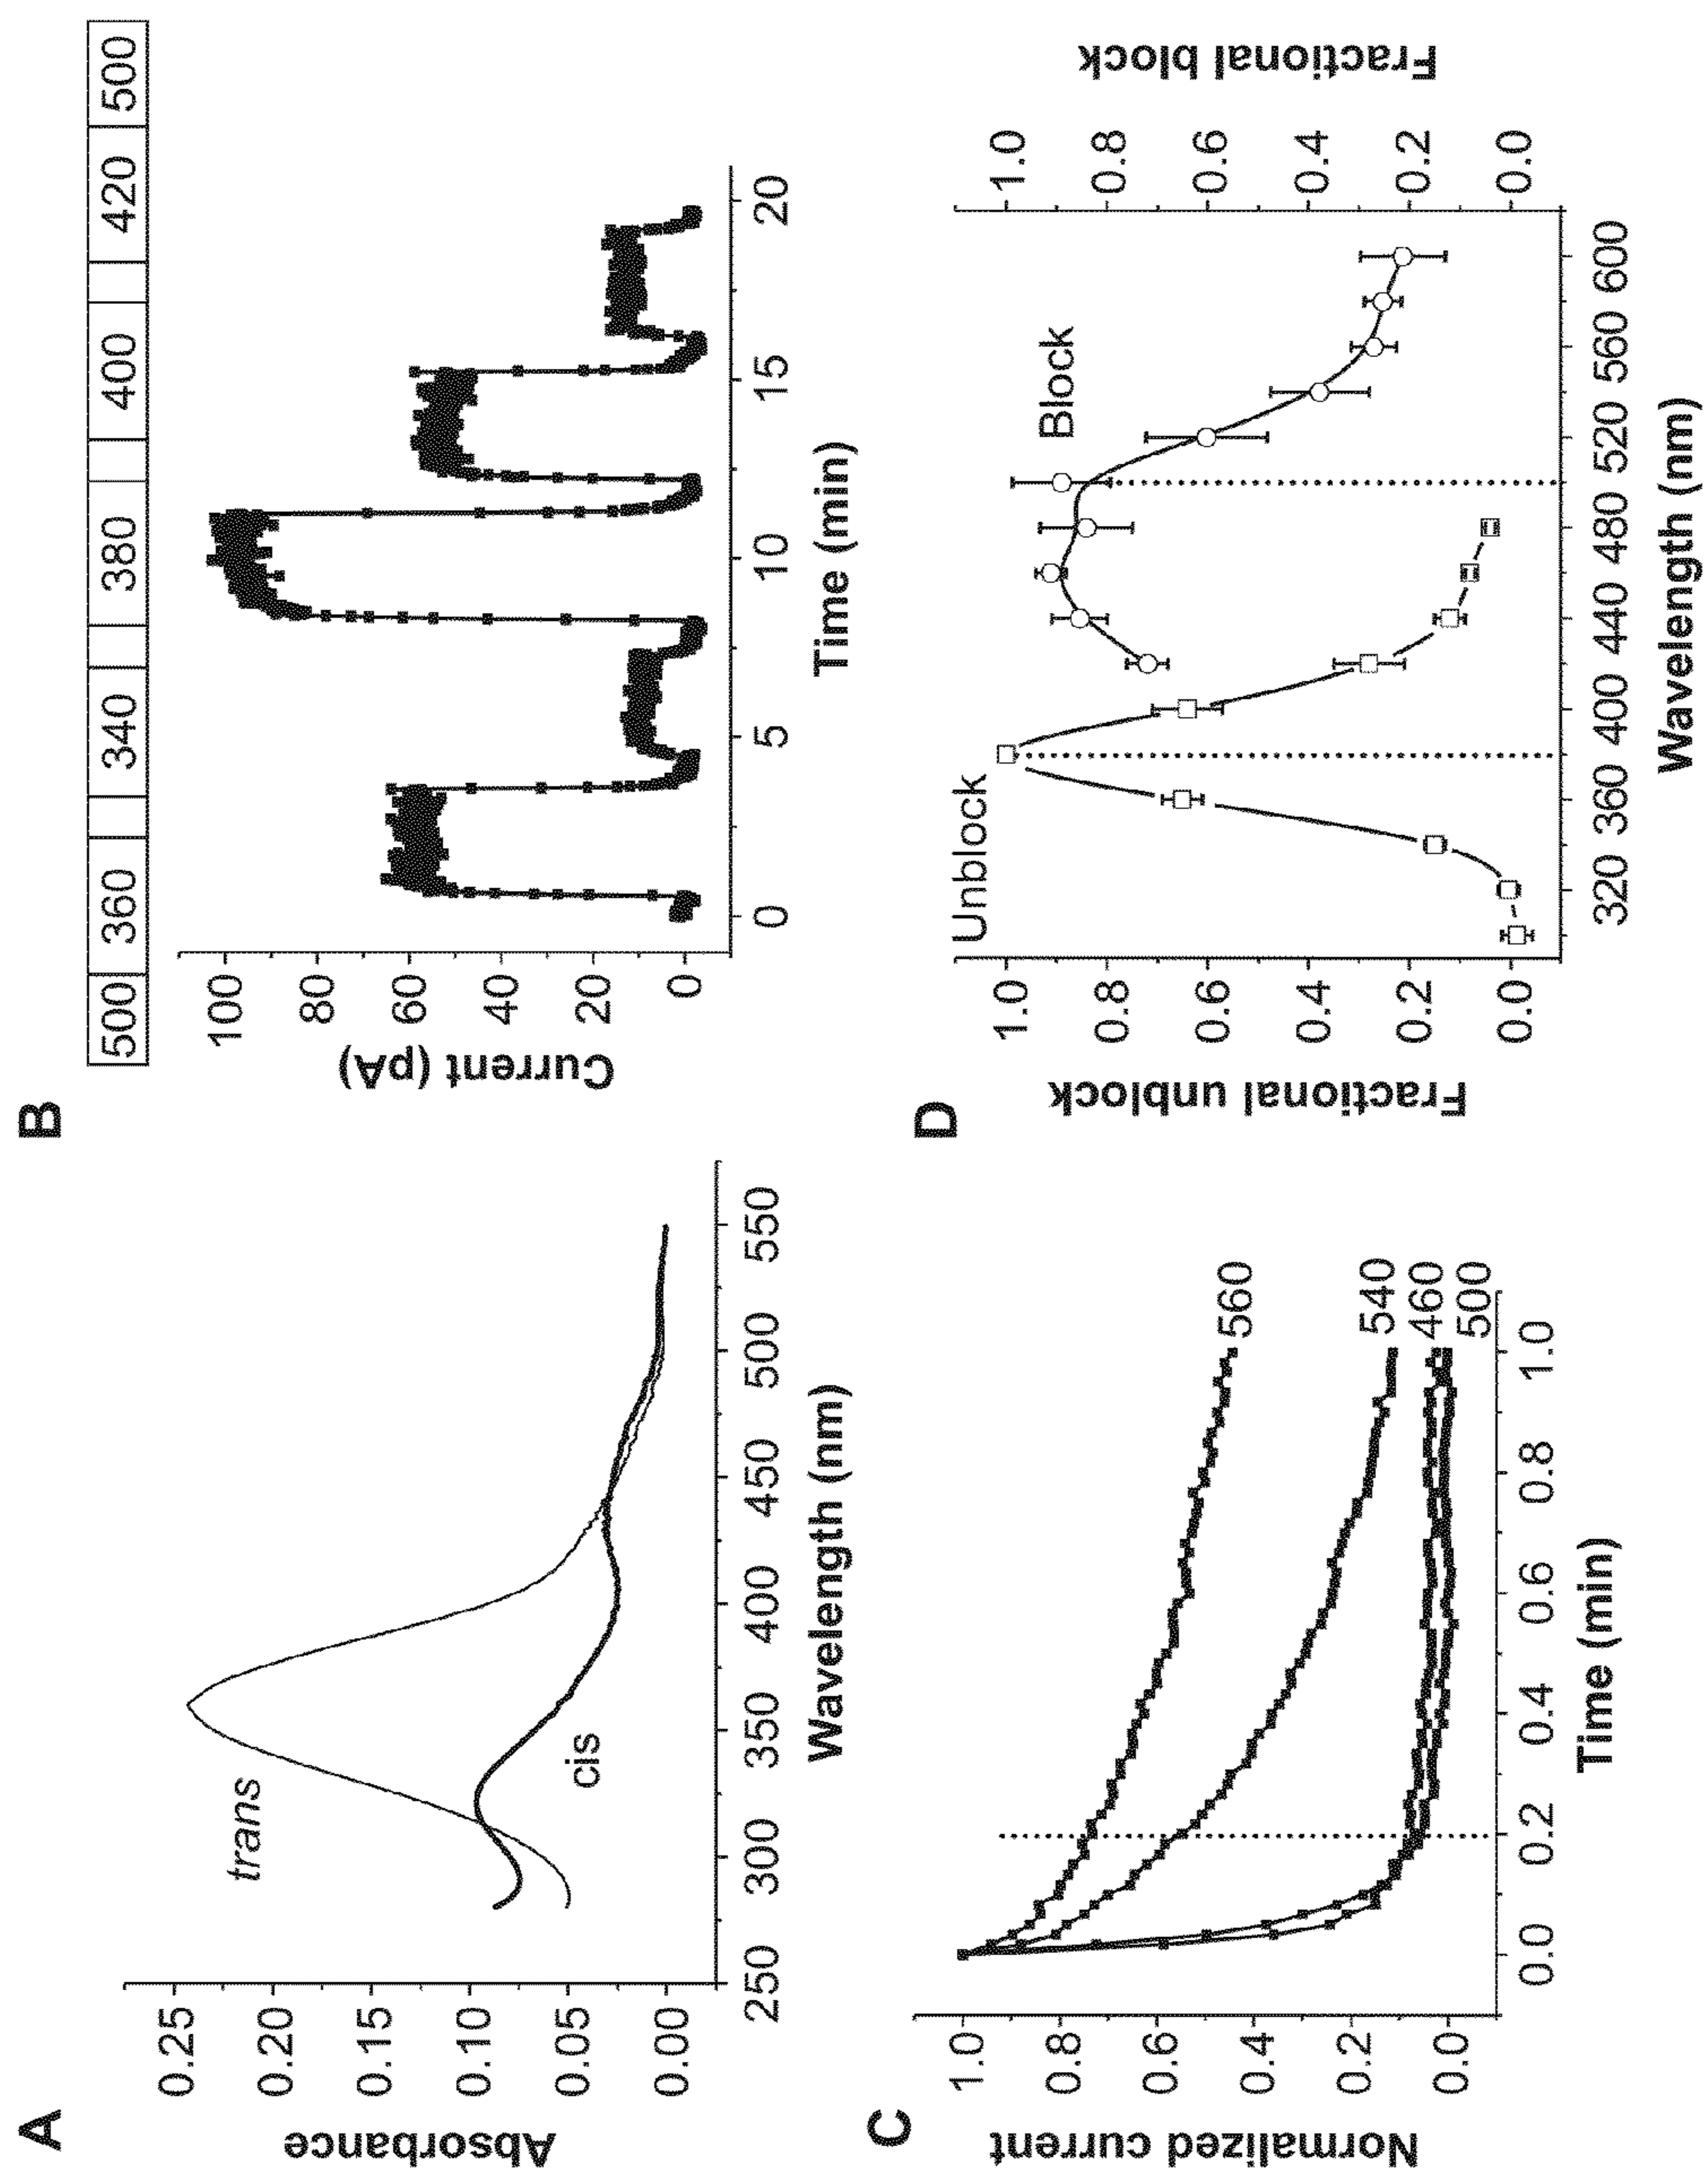 A
Absorbance
0.25
0.20
0.15
0.10
0.05
0.00
trans
cis
250 300 350 400 450 500 550
Wavelength (nm)
B
500 360 340 380 400 420 500
Current (pA)
100
80
60
40
20
0
0 5 10 15 20
Time (min)
C
Normalized current
1.0
0.8
0.6
0.4
0.2
0.0
560
540
460
500
0.0 0.2 0.4 0.6 0.8 1.0
Time (min)
D
Fractional unblock
1.0
0.8
0.6
0.4
0.2
0.0
Unblock
Block
1.0
0.8
0.6
0.4
0.2
0.0
Fractional block
320 360 400 440 480 520 560 600
Wavelength (nm)